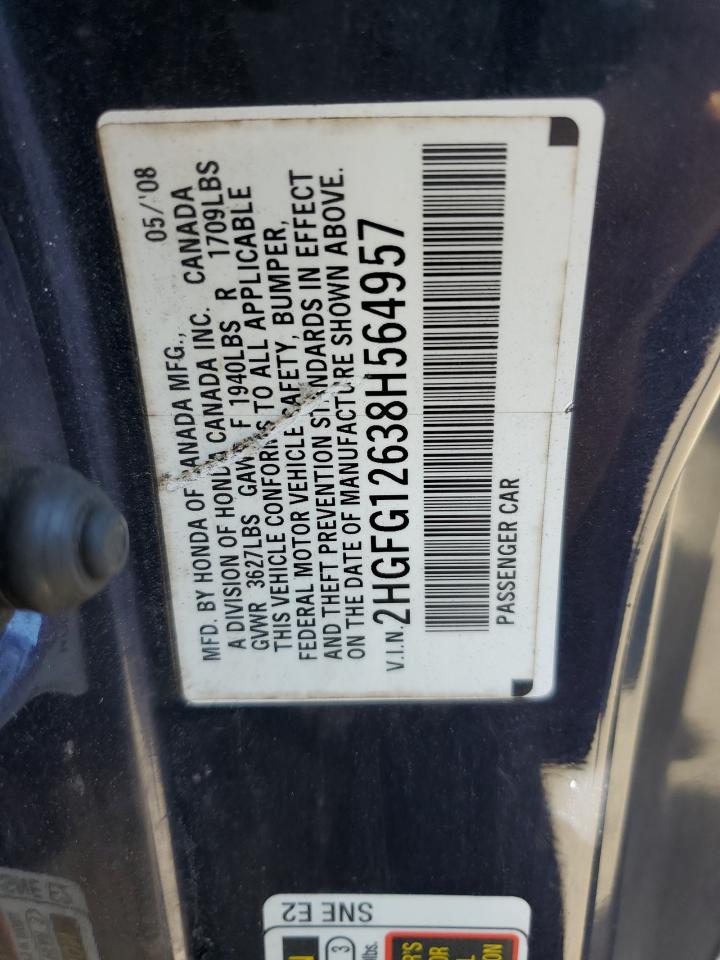 MFD. BY HONDA OF CANADA MFG., 05/'08
A DIVISION OF HONDA CANADA INC. CANADA
GVWR 3627LBS GAWR F 1940LBS R 1709LBS
THIS VEHICLE CONFORMS TO ALL APPLICABLE
FEDERAL MOTOR VEHICLE SAFETY, BUMPER,
AND THEFT PREVENTION STANDARDS IN EFFECT
ON THE DATE OF MANUFACTURE SHOWN ABOVE.
V.I.N. 2HGFG12638H564957
PASSENGER CAR
SNE E2
3
lbs.